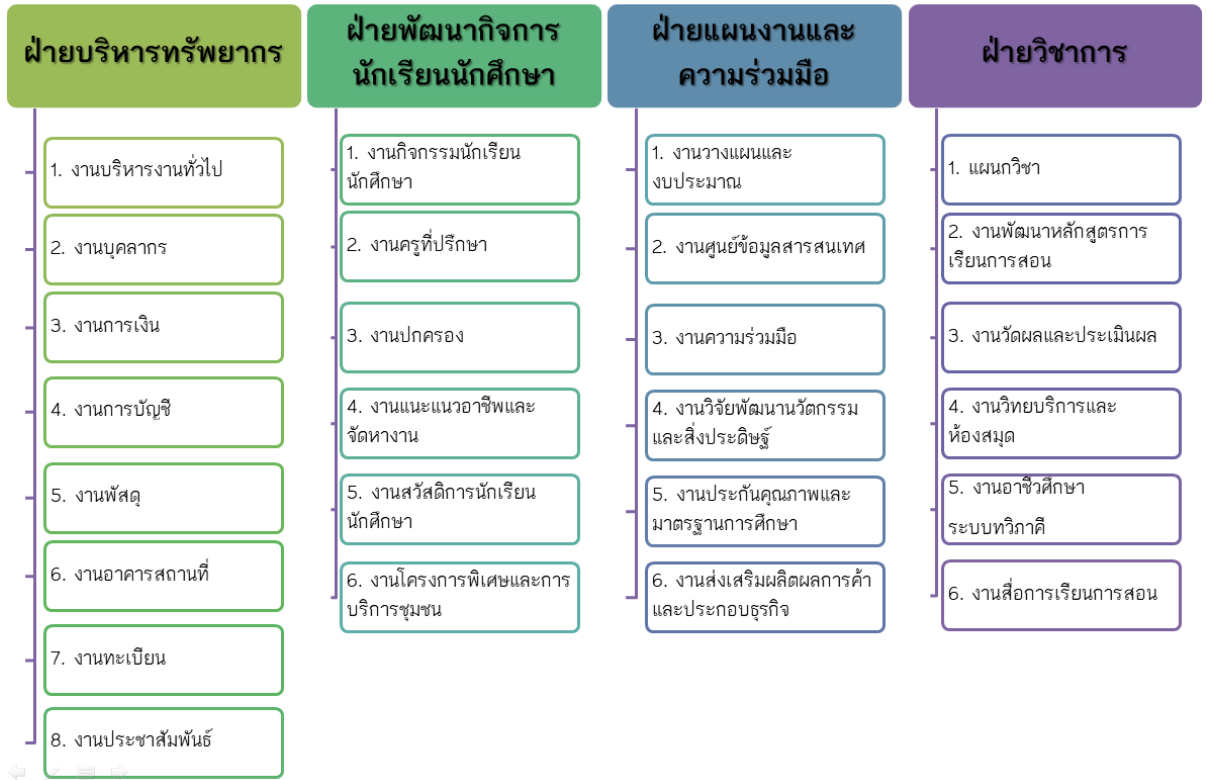 ฝ่ายบริหารทรัพยากร
1. งานบริหารงานทั่วไป
2. งานบุคลากร
3. งานการเงิน
4. งานการบัญชี
5. งานพัสดุ
6. งานอาคารสถานที่
7. งานทะเบียน
8. งานประชาสัมพันธ์
ฝ่ายพัฒนากิจการ
นักเรียนนักศึกษา
1. งานกิจกรรมนักเรียน
นักศึกษา
2. งานครูที่ปรึกษา
3. งานปกครอง
4. งานแนะแนวอาชีพและ
จัดหางาน
5. งานสวัสดิการนักเรียน
นักศึกษา
6. งานโครงการพิเศษและการ
บริการชุมชน
ฝ่ายแผนงานและ
ความร่วมมือ
1. งานวางแผนและ
งบประมาณ
2. งานศูนย์ข้อมูลสารสนเทศ
3. งานความร่วมมือ
4. งานวิจัยพัฒนานวัตกรรม
และสิ่งประดิษฐ์
5. งานประกันคุณภาพและ
มาตรฐานการศึกษา
6. งานส่งเสริมผลิตผลการค้า
และประกอบธุรกิจ
ฝ่ายวิชาการ
1. แผนกวิชา
2. งานพัฒนาหลักสูตรการ
เรียนการสอน
3. งานวัดผลและประเมินผล
4. งานวิทยบริการและ
ห้องสมุด
5. งานอาชีวศึกษา
ระบบทวิภาคี
6. งานสื่อการเรียนการสอน